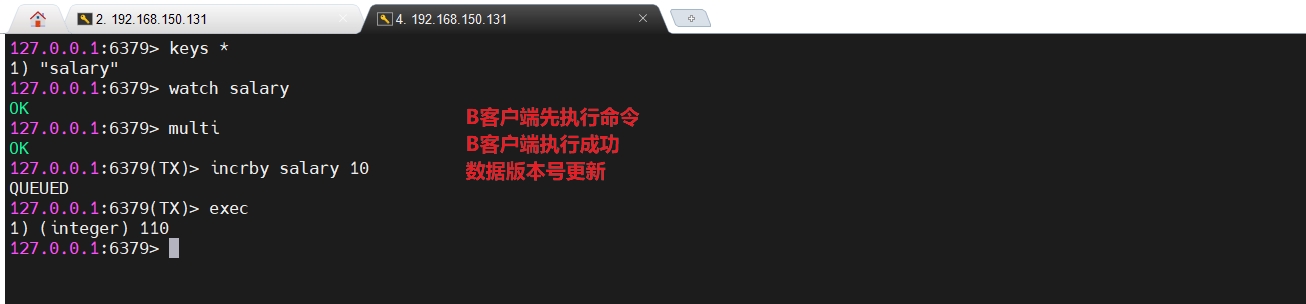 2. 192.168.150.131
4. 192.168.150.131
127.0.0.1:6379> keys *
1) "salary"
127.0.0.1:6379> watch salary
OK
127.0.0.1:6379> multi
OK
127.0.0.1:6379(TX)> incrby salary 10
QUEUED
127.0.0.1:6379(TX)> exec
1) (integer) 110
127.0.0.1:6379>
B客户端先执行命令
B客户端执行成功
数据版本号更新